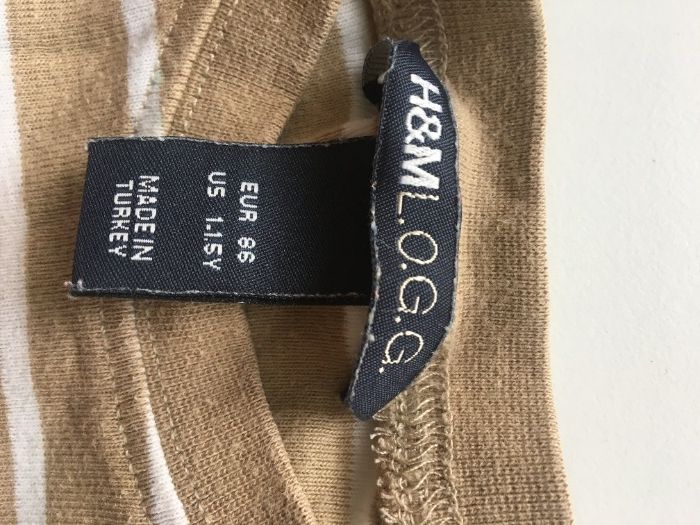 H&M L.O.G.G.
EUR 86
US 1-1.5Y
MADE IN
TURKEY